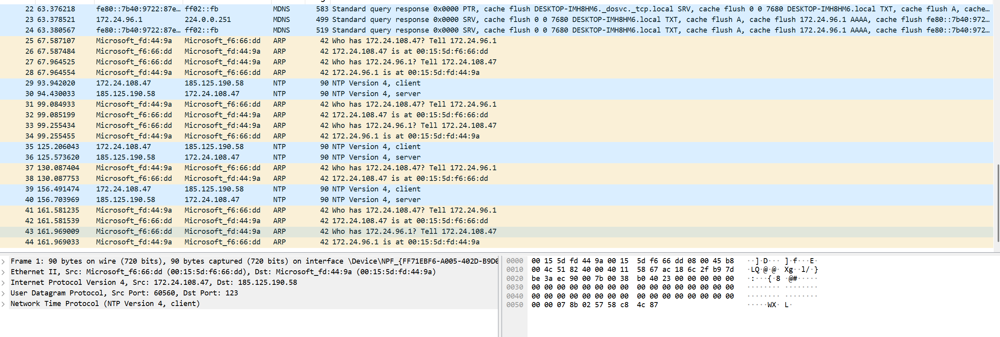 22 63.376218 fe80::7b40:9722:87e… ff02::fb MDNS 583 Standard query response 0x0000 PTR, cache flush DESKTOP-IMH8HM6._dosvc._tcp.local SRV, cache flush 0 0 7680 DESKTOP-IMH8HM6.local TXT, cache flush A, cache…
23 63.378521 172.24.96.1 224.0.0.251 MDNS 499 Standard query response 0x0000 SRV, cache flush 0 0 7680 DESKTOP-IMH8HM6.local TXT, cache flush A, cache flush 172.24.96.1 AAAA, cache flush fe80::7b40:972…
24 63.380567 fe80::7b40:9722:87e… ff02::fb MDNS 519 Standard query response 0x0000 SRV, cache flush 0 0 7680 DESKTOP-IMH8HM6.local TXT, cache flush A, cache flush 172.24.96.1 AAAA, cache flush fe80::7b40:972…
25 67.587107 Microsoft_fd:44:9a Microsoft_f6:66:dd ARP 42 Who has 172.24.108.47? Tell 172.24.96.1
26 67.587484 Microsoft_f6:66:dd Microsoft_fd:44:9a ARP 42 172.24.108.47 is at 00:15:5d:f6:66:dd
27 67.964525 Microsoft_f6:66:dd Microsoft_fd:44:9a ARP 42 Who has 172.24.96.1? Tell 172.24.108.47
28 67.964554 Microsoft_fd:44:9a Microsoft_f6:66:dd ARP 42 172.24.96.1 is at 00:15:5d:fd:44:9a
29 93.942020 172.24.108.47 185.125.190.58 NTP 90 NTP Version 4, client
30 94.430033 185.125.190.58 172.24.108.47 NTP 90 NTP Version 4, server
31 99.084933 Microsoft_fd:44:9a Microsoft_f6:66:dd ARP 42 Who has 172.24.108.47? Tell 172.24.96.1
32 99.085199 Microsoft_f6:66:dd Microsoft_fd:44:9a ARP 42 172.24.108.47 is at 00:15:5d:f6:66:dd
33 99.255434 Microsoft_f6:66:dd Microsoft_fd:44:9a ARP 42 Who has 172.24.96.1? Tell 172.24.108.47
34 99.255455 Microsoft_fd:44:9a Microsoft_f6:66:dd ARP 42 172.24.96.1 is at 00:15:5d:fd:44:9a
35 125.206043 172.24.108.47 185.125.190.58 NTP 90 NTP Version 4, client
36 125.573620 185.125.190.58 172.24.108.47 NTP 90 NTP Version 4, server
37 130.087404 Microsoft_fd:44:9a Microsoft_f6:66:dd ARP 42 Who has 172.24.108.47? Tell 172.24.96.1
38 130.087753 Microsoft_f6:66:dd Microsoft_fd:44:9a ARP 42 172.24.108.47 is at 00:15:5d:f6:66:dd
39 156.491474 172.24.108.47 185.125.190.58 NTP 90 NTP Version 4, client
40 156.703969 185.125.190.58 172.24.108.47 NTP 90 NTP Version 4, server
41 161.581235 Microsoft_fd:44:9a Microsoft_f6:66:dd ARP 42 Who has 172.24.108.47? Tell 172.24.96.1
42 161.581539 Microsoft_f6:66:dd Microsoft_fd:44:9a ARP 42 172.24.108.47 is at 00:15:5d:f6:66:dd
43 161.969009 Microsoft_f6:66:dd Microsoft_fd:44:9a ARP 42 Who has 172.24.96.1? Tell 172.24.108.47
44 161.969033 Microsoft_fd:44:9a Microsoft_f6:66:dd ARP 42 172.24.96.1 is at 00:15:5d:fd:44:9a
Frame 1: 90 bytes on wire (720 bits), 90 bytes captured (720 bits) on interface \Device\NPF_{FF71EBF6-A005-402D-B9D0
Ethernet II, Src: Microsoft_f6:66:dd (00:15:5d:f6:66:dd), Dst: Microsoft_fd:44:9a (00:15:5d:fd:44:9a)
Internet Protocol Version 4, Src: 172.24.108.47, Dst: 185.125.190.58
User Datagram Protocol, Src Port: 60560, Dst Port: 123
Network Time Protocol (NTP Version 4, client)
0000 00 15 5d fd 44 9a 00 15 5d f6 66 dd 08 00 45 b8 ··]·D··· ]·f···E·
0010 00 4c 51 82 40 00 40 11 58 67 ac 18 6c 2f b9 7d ·LQ·@·@· Xg··l/·}
0020 be 3a ec 90 00 7b 00 38 b0 40 23 00 00 00 00 00 ·:···{·8 ·@#·····
0030 00 00 00 00 00 00 00 00 00 00 00 00 00 00 00 00 ········ ········
0040 00 00 00 00 00 00 00 00 00 00 00 00 00 00 00 00 ········ ········
0050 00 00 07 8b 02 57 58 c8 4c 87 ·····WX· L·